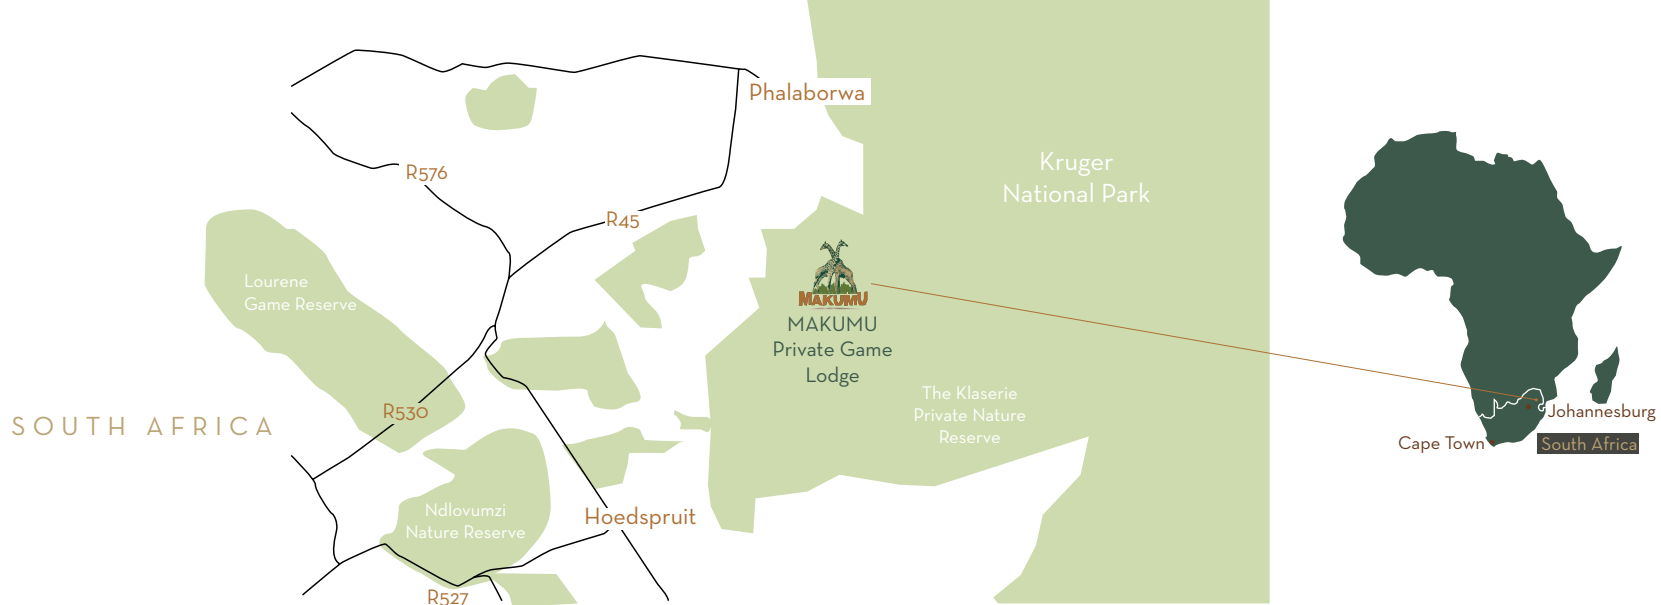 Phalaborwa
Kruger
National Park
R576
R45
Lourene
Game Reserve
MAKUMU
MAKUMU
Private Game
Lodge
The Klaserie
Private Nature
Reserve
R530
SOUTH AFRICA
Johannesburg
Cape Town
South Africa
Ndlovumzi
Nature Reserve
Hoedspruit
R527